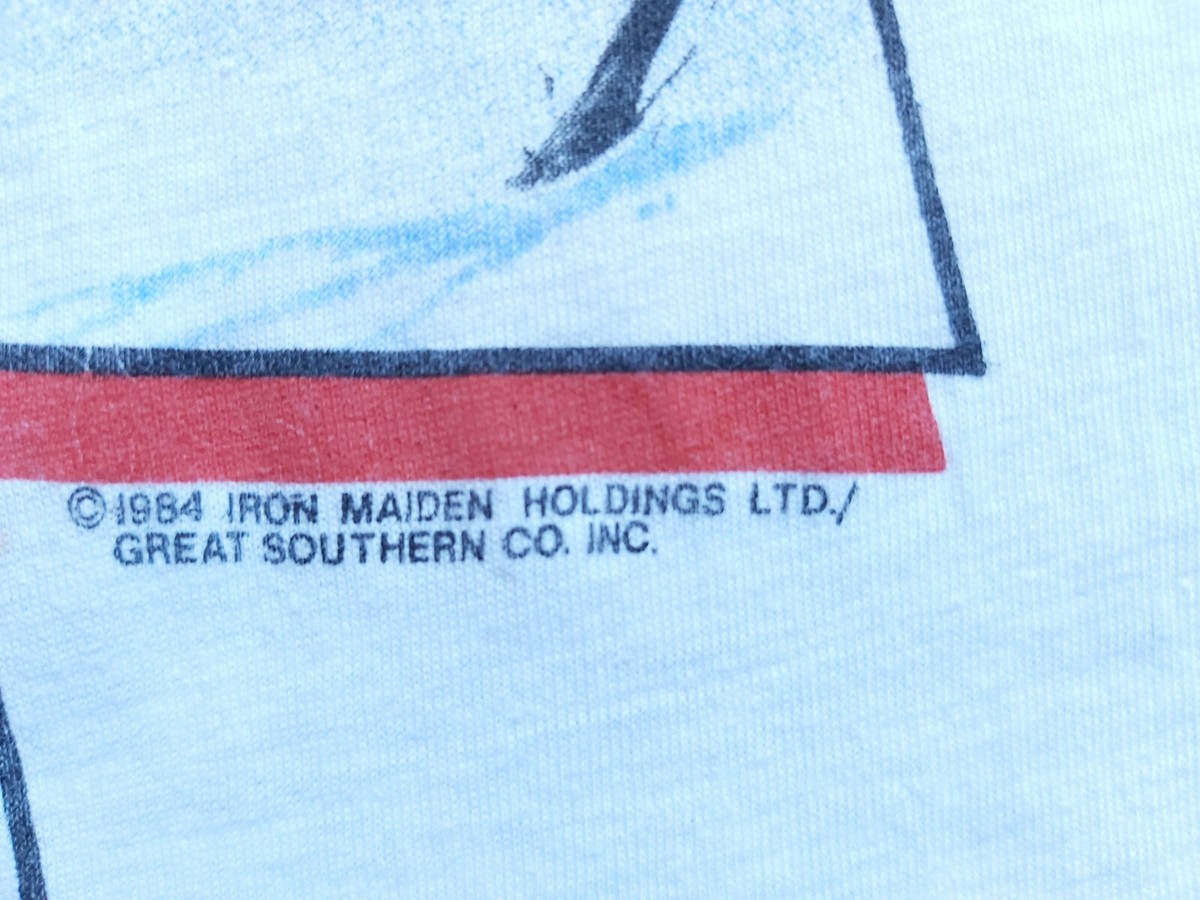 ©1984 IRON MAIDEN HOLDINGS LTD./
GREAT SOUTHERN CO. INC.